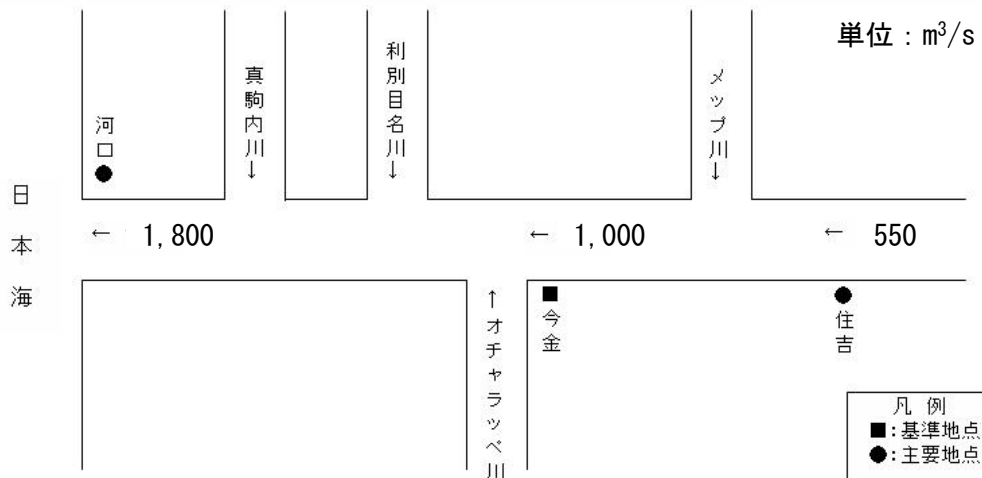 単位：m³/s
真駒内川↓
利別目名川↓
メップ川↓
河口
●
日本海
← 1,800
← 1,000
← 550
↑オチャラッペ川
■
今金
●
住吉
凡例
■：基準地点
●：主要地点